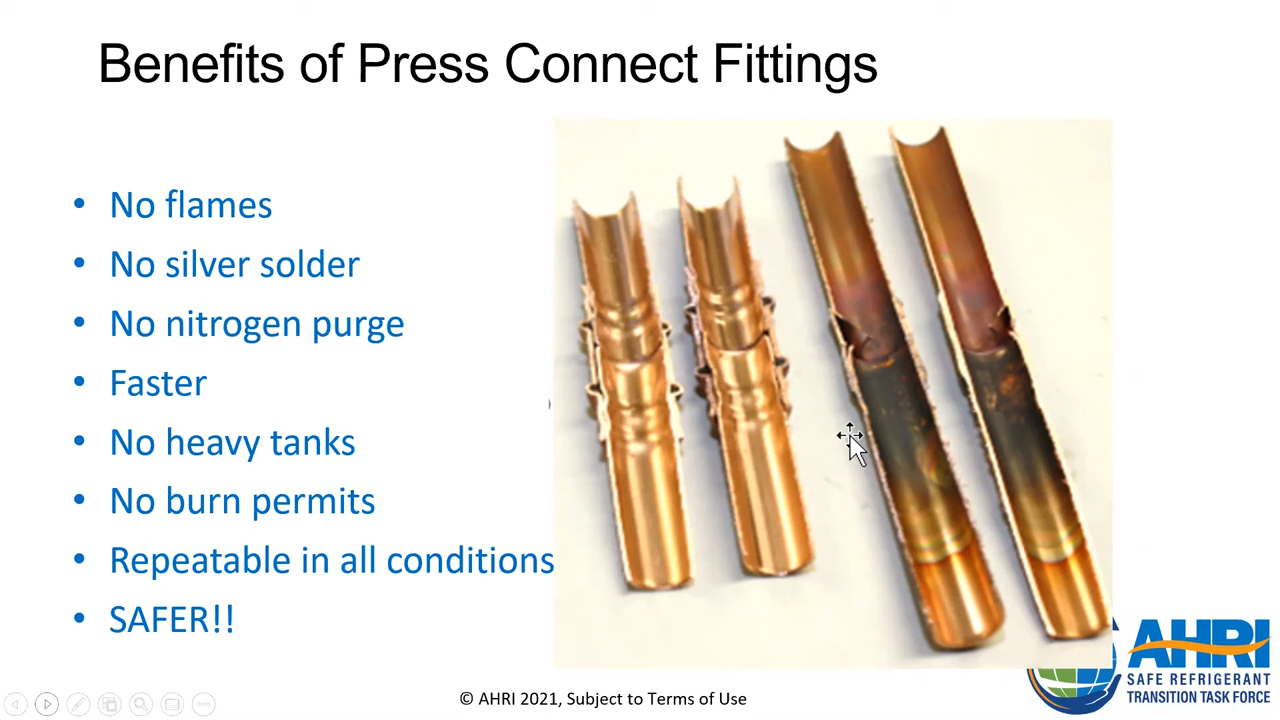 Benefits of Press Connect Fittings
• No flames
• No silver solder
• No nitrogen purge
• Faster
• No heavy tanks
• No burn permits
• Repeatable in all conditions
• SAFER!!
© AHRI 2021, Subject to Terms of Use
AHRI
SAFE REFRIGERANT
TRANSITION TASK FORCE